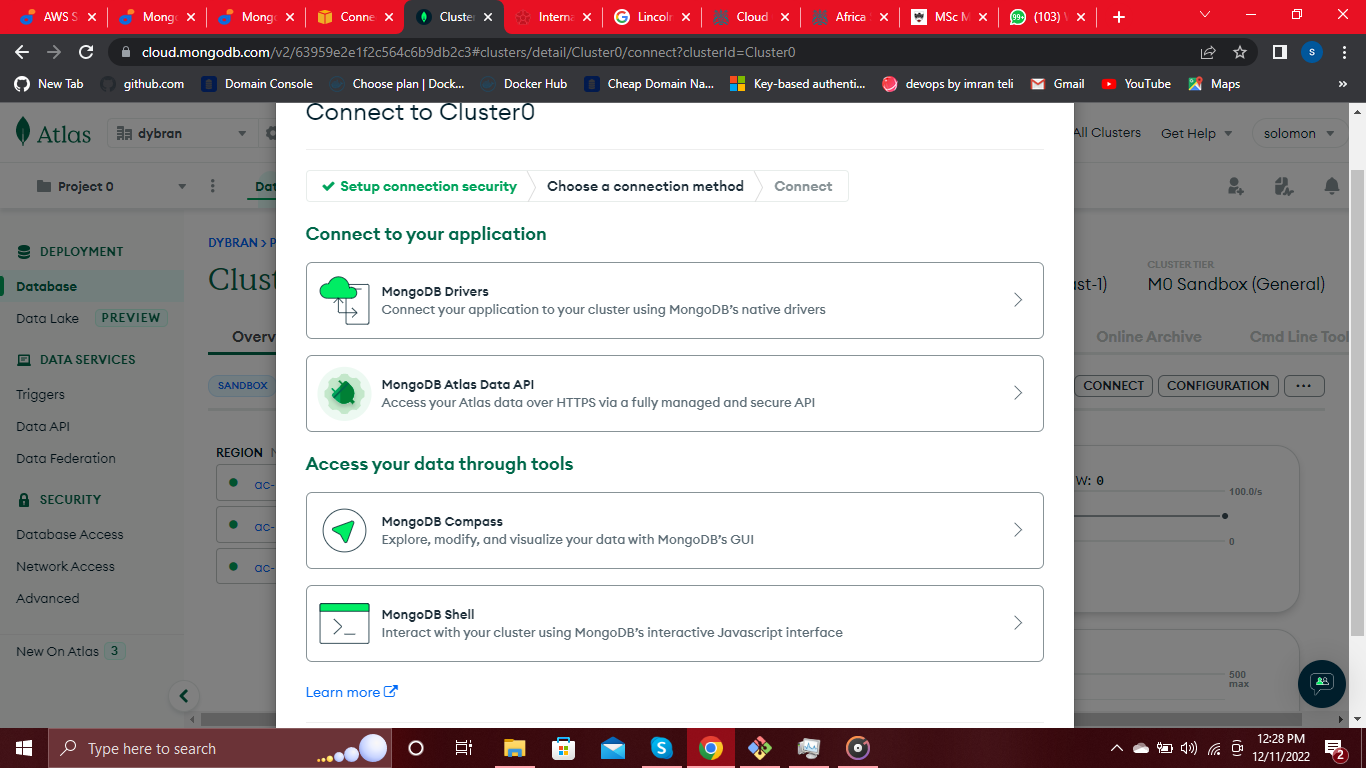 AWS S
Mong
Mong
Conne
Cluste
Interna
Lincoln
Cloud
Africa
MSc M
(103)
cloud.mongodb.com/v2/63959e2e1f2c564c6b9db2c3#clusters/detail/Cluster0/connect?clusterId=Cluster0
S
New Tab
github.com
Domain Console
Choose plan | Dock...
Docker Hub
Cheap Domain Na...
Key-based authenti...
devops by imran teli
Gmail
YouTube
Maps
»
Connect to Cluster0
Atlas
dybran
All Clusters
Get Help
solomon
Project 0
Dat
Setup connection security
Choose a connection method
Connect
Connect to your application
DEPLOYMENT
Database
Data Lake PREVIEW
DATA SERVICES
Triggers
Data API
Data Federation
SECURITY
Database Access
Network Access
Advanced
New On Atlas 3
DYBRAN > P
Clust
Overv
SANDBOX
REGION
ac-
ac-
ac-
MongoDB Drivers
Connect your application to your cluster using MongoDB's native drivers
MongoDB Atlas Data API
Access your Atlas data over HTTPS via a fully managed and secure API
Access your data through tools
MongoDB Compass
Explore, modify, and visualize your data with MongoDB's GUI
MongoDB Shell
Interact with your cluster using MongoDB's interactive Javascript interface
Learn more
CLUSTER TIER
ast-1)
M0 Sandbox (General)
Online Archive
Cmd Line Tool
CONNECT
CONFIGURATION
...
W: 0
100.0/s
0
500
max
Type here to search
12:28 PM
12/11/2022
2